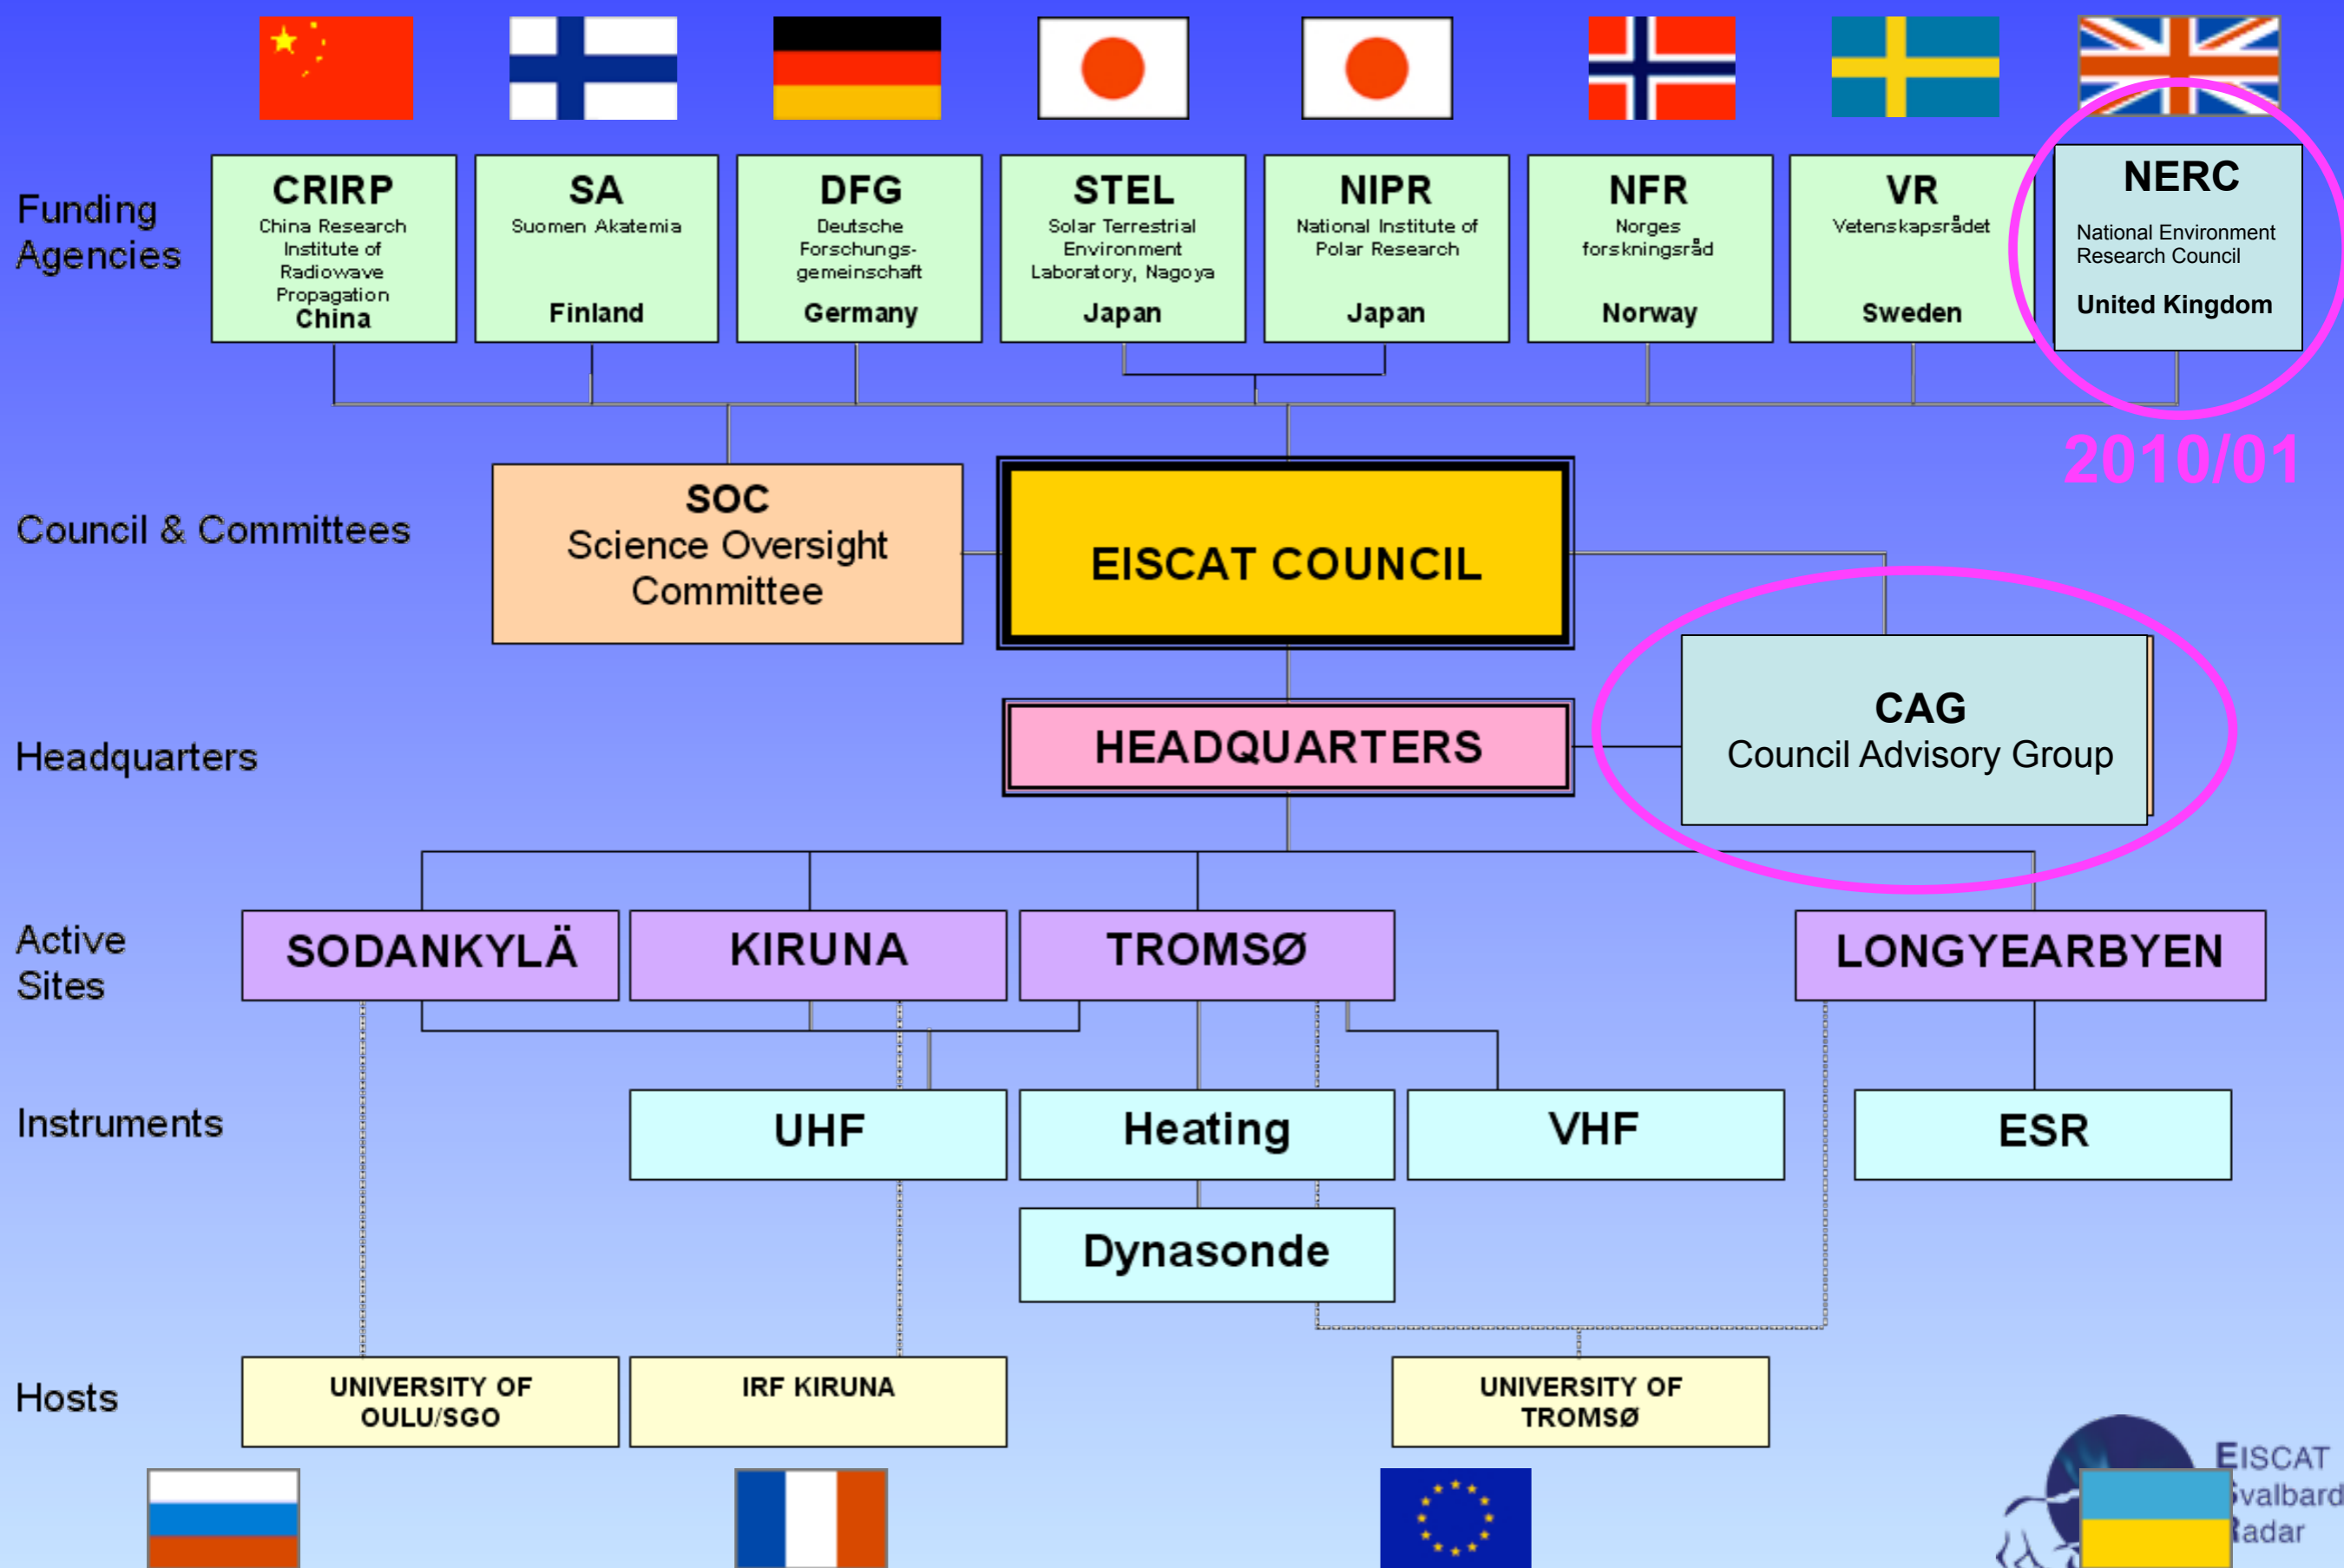 Funding
Agencies
CRIRP
China Research
Institute of
Radiowave
Propagation
China
SA
Suomen Akatemia
Finland
DFG
Deutsche
Forschungs-
gemeinschaft
Germany
STEL
Solar Terrestrial
Environment
Laboratory, Nagoya
Japan
NIPR
National Institute of
Polar Research
Japan
NFR
Norges
forskningsråd
Norway
VR
Vetenskapsrådet
Sweden
NERC
National Environment
Research Council
United Kingdom
2010/01
Council & Committees
SOC
Science Oversight
Committee
EISCAT COUNCIL
Headquarters
HEADQUARTERS
CAG
Council Advisory Group
Active
Sites
SODANKYLÄ
KIRUNA
TROMSØ
LONGYEARBYEN
Instruments
UHF
Heating
VHF
ESR
Dynasonde
Hosts
UNIVERSITY OF
OULU/SGO
IRF KIRUNA
UNIVERSITY OF
TROMSØ
EISCAT
Svalbard
Radar